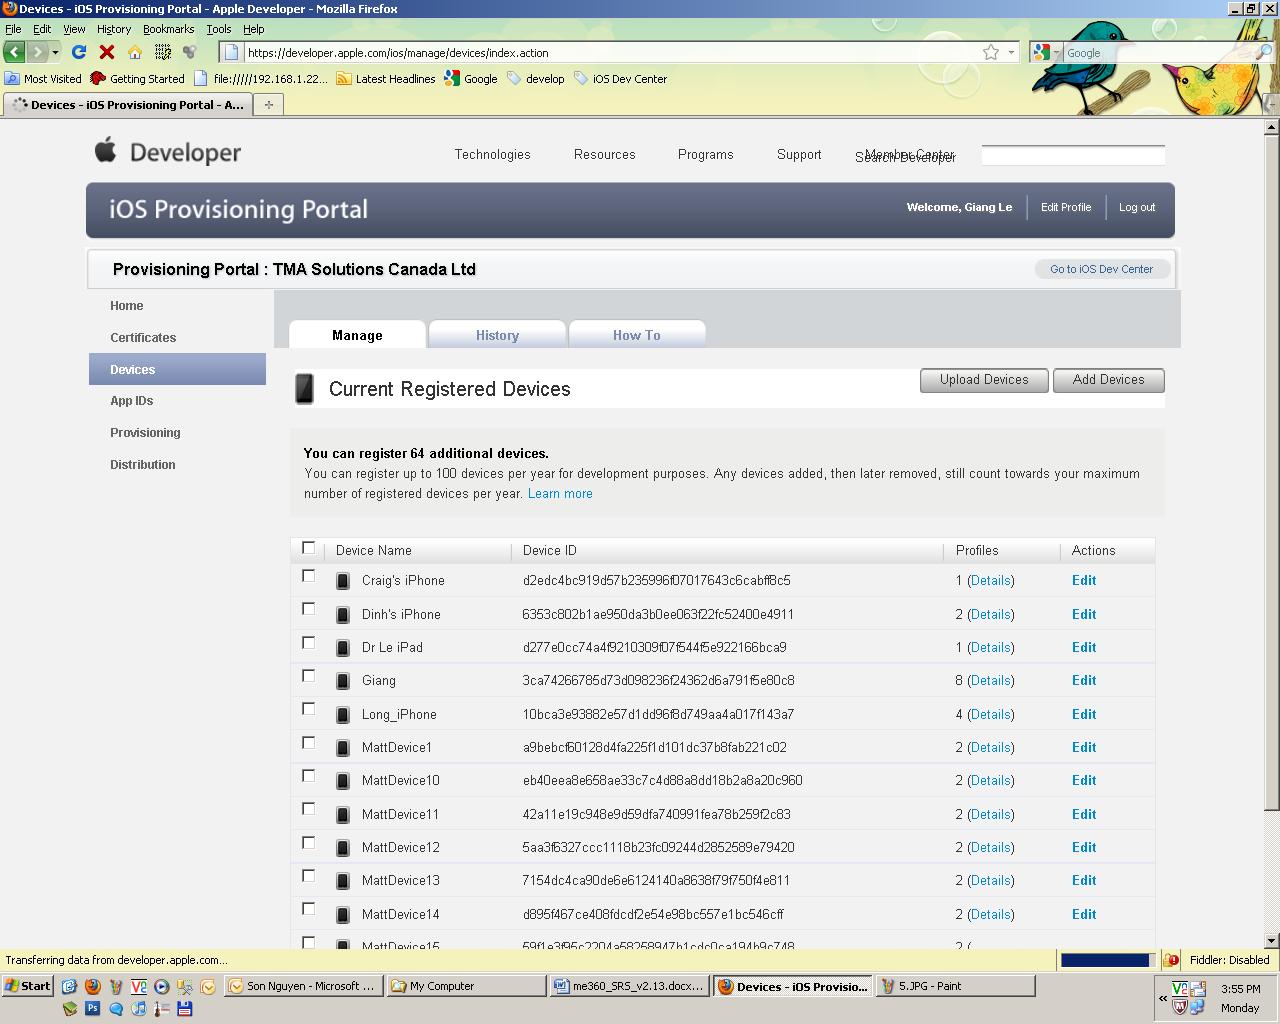 Devices - iOS Provisioning Portal - Apple Developer - Mozilla Firefox
File Edit View History Bookmarks Tools Help
https://developer.apple.com/ios/manage/devices/index.action
Google
Most Visited Getting Started file://///192.168.1.22... Latest Headlines Google develop iOS Dev Center
Devices - iOS Provisioning Portal - A...
Developer
Technologies Resources Programs Support Member Center Search Developer
iOS Provisioning Portal
Welcome, Giang Le Edit Profile Log out
Provisioning Portal : TMA Solutions Canada Ltd
Go to iOS Dev Center
Home
Certificates
Devices
App IDs
Provisioning
Distribution
Manage History How To
Current Registered Devices
Upload Devices Add Devices
You can register 64 additional devices.
You can register up to 100 devices per year for development purposes. Any devices added, then later removed, still count towards your maximum
number of registered devices per year. Learn more
Device Name Device ID Profiles Actions
Craig's iPhone d2edc4bc919d57b235996f07017643c6cabff8c5 1 (Details) Edit
Dinh's iPhone 6353c802b1ae950da3b0ee063f22fc52400e4911 2 (Details) Edit
Dr Le iPad d277e0cc74a4f9210309f07f544f5e922166bca9 1 (Details) Edit
Giang 3ca74266785d73d098236f24362d6a791f5e80c8 8 (Details) Edit
Long_iPhone 10bca3e93882e57d1dd96f8d749aa4a017f143a7 4 (Details) Edit
MattDevice1 a9bebcf60128d4fa225f1d101dc37b8fab221c02 2 (Details) Edit
MattDevice10 eb40eea8e658ae33c7c4d88a8dd18b2a8a20c960 2 (Details) Edit
MattDevice11 42a11e19c948e9d59dfa740991fea78b259f2c83 2 (Details) Edit
MattDevice12 5aa3f6327ccc1118b23fc09244d2852589e79420 2 (Details) Edit
MattDevice13 7154dc4ca90de6e6124140a8638f79f750f4e811 2 (Details) Edit
MattDevice14 d895f467ce408fdcdf2e54e98bc557e1bc546cff 2 (Details) Edit
MattDevice15 59f1e3f95c2204a58258947b1cdc0ca194b9c748 2 (
Transferring data from developer.apple.com...
Fiddler: Disabled
Start
Son Nguyen - Microsoft ...
My Computer
me360_SRS_v2.13.docx...
Devices - iOS Provisio...
5.JPG - Paint
3:55 PM
Monday